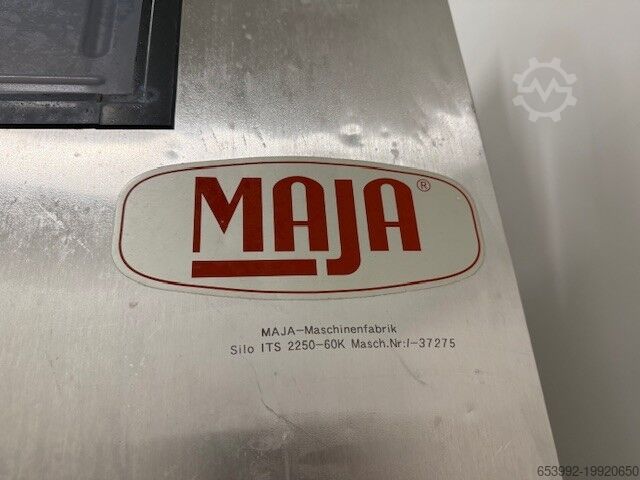 MAJA®
MAJA-Maschinenfabrik
Silo ITS 2250-60K Masch.Nr:I-37275
653992-19920650